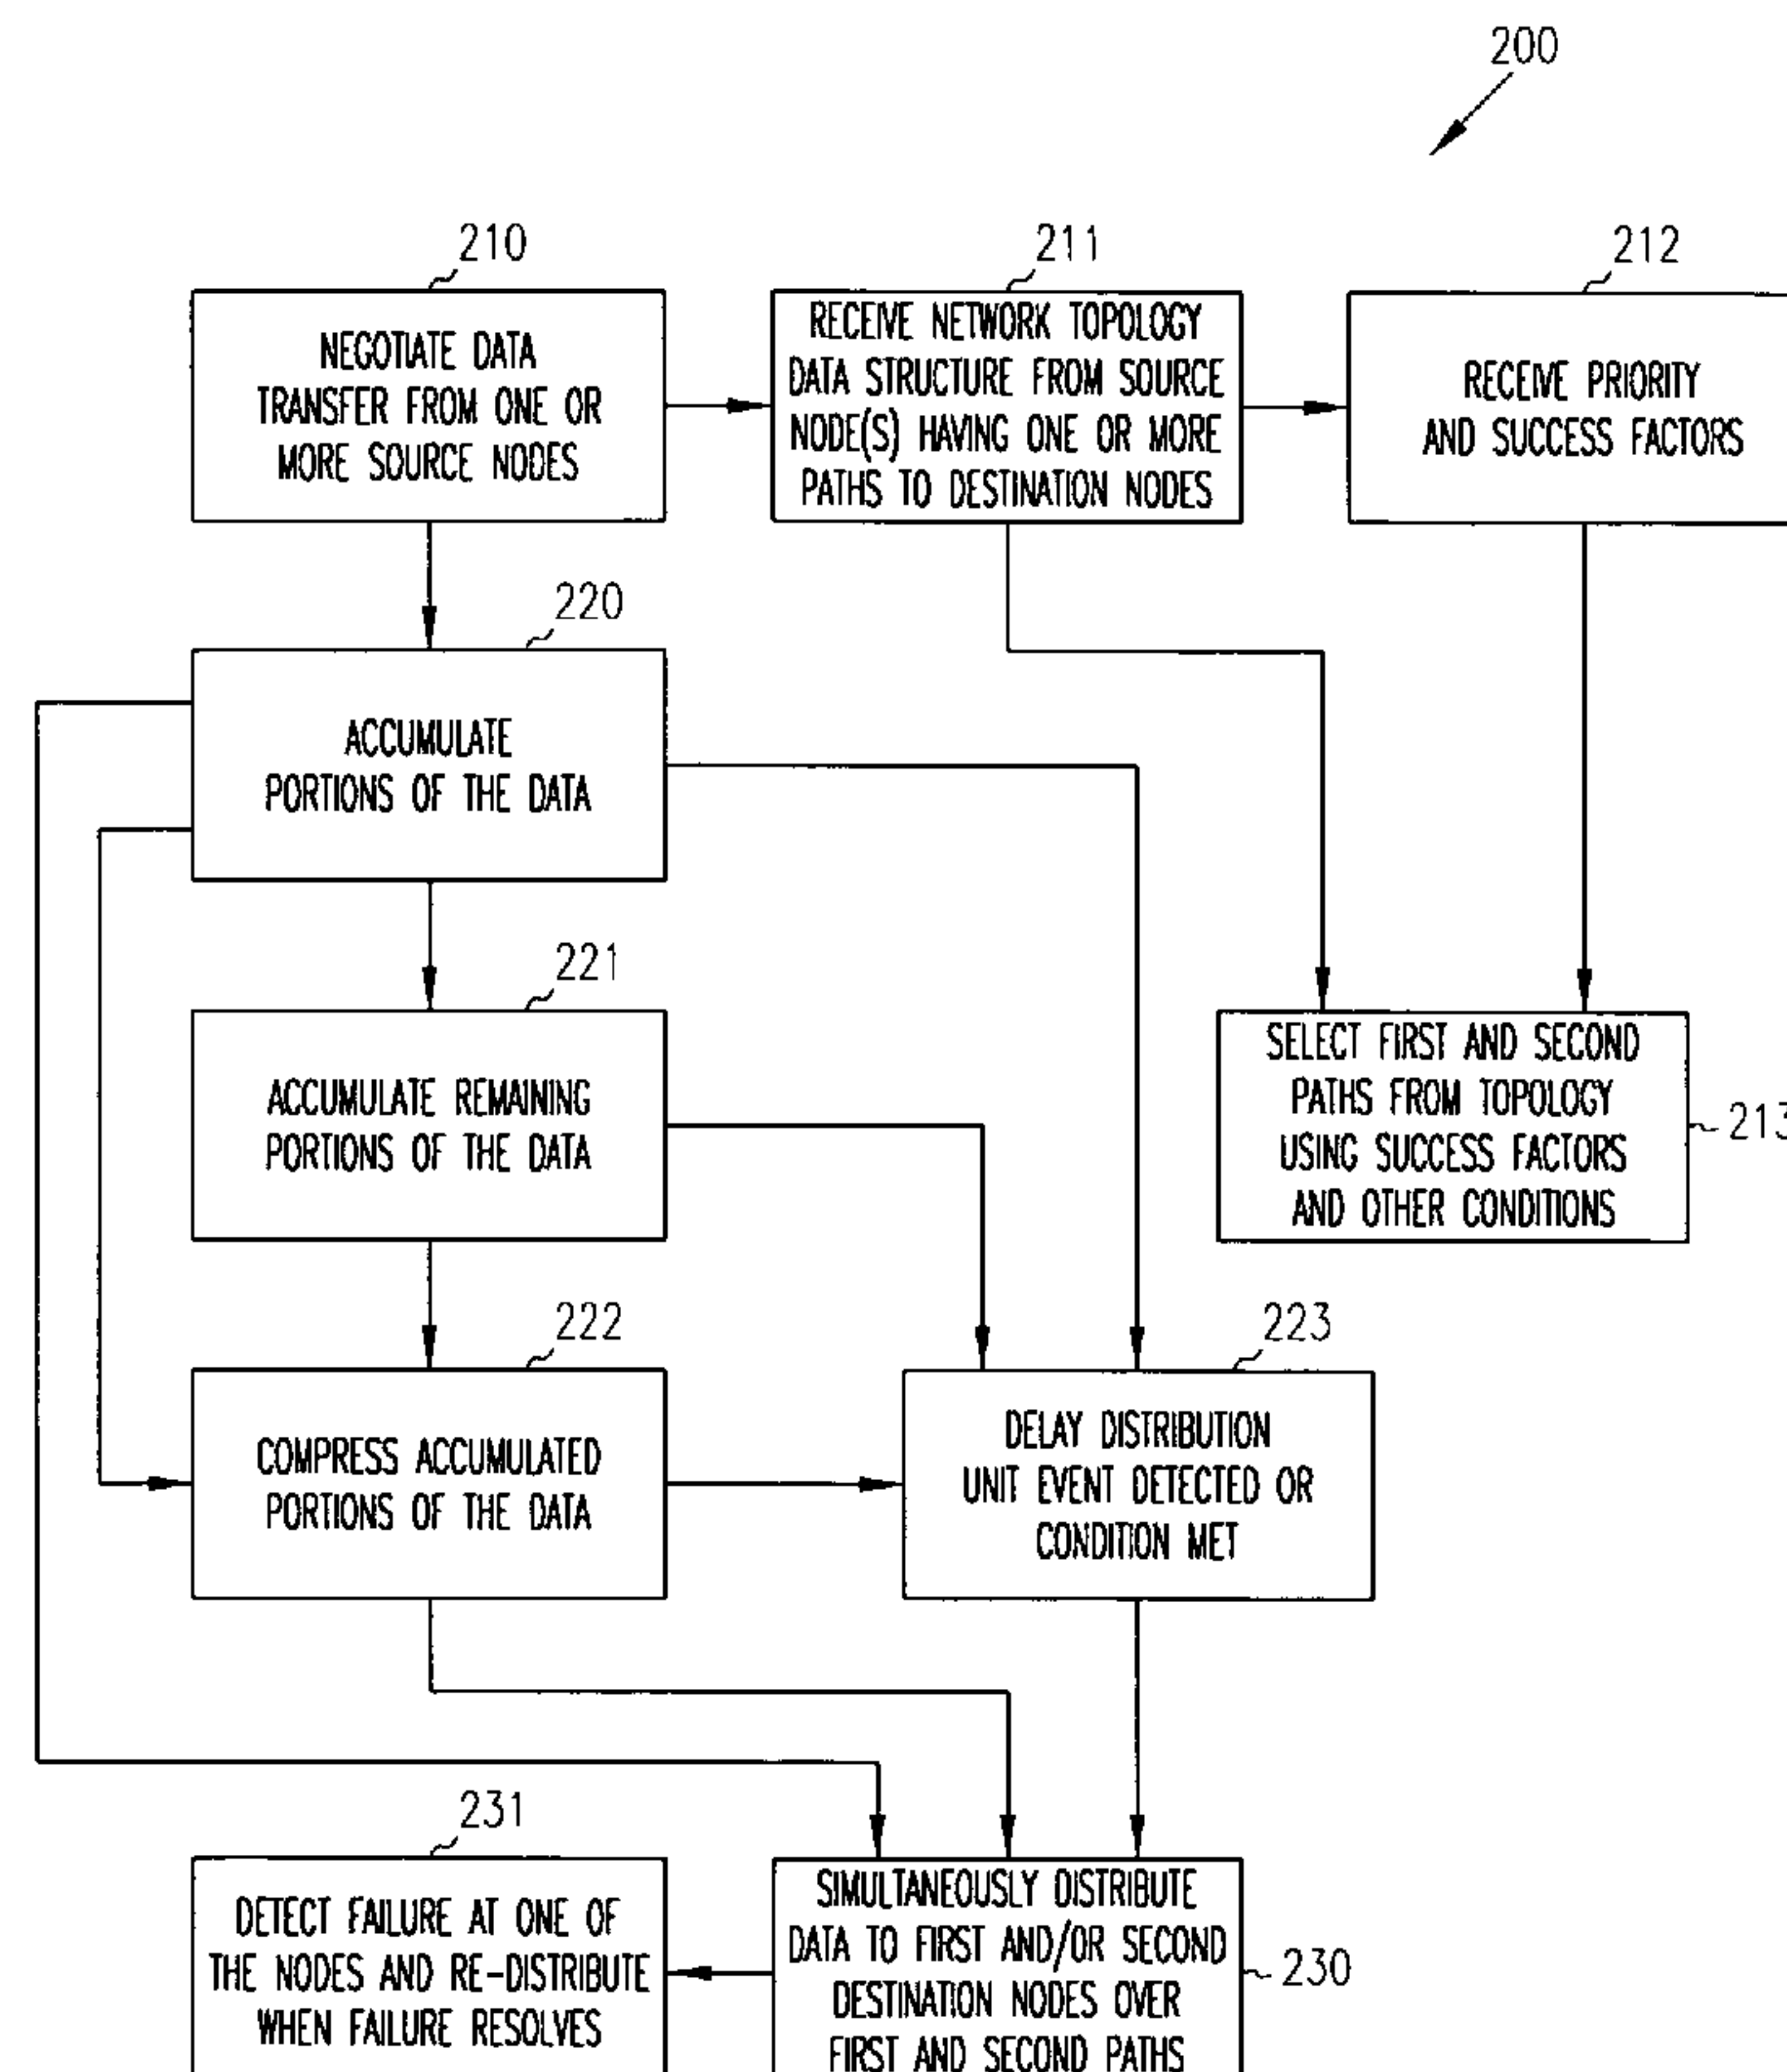 200
210
NEGOTIATE DATA
TRANSFER FROM ONE OR
MORE SOURCE NODES
211
RECEIVE NETWORK TOPOLOGY
DATA STRUCTURE FROM SOURCE
NODE(S) HAVING ONE OR MORE
PATHS TO DESTINATION NODES
212
RECEIVE PRIORITY
AND SUCCESS FACTORS
220
ACCUMULATE
PORTIONS OF THE DATA
221
ACCUMULATE REMAINING
PORTIONS OF THE DATA
SELECT FIRST AND SECOND
PATHS FROM TOPOLOGY
USING SUCCESS FACTORS
AND OTHER CONDITIONS
213
222
COMPRESS ACCUMULATED
PORTIONS OF THE DATA
223
DELAY DISTRIBUTION
UNIT EVENT DETECTED OR
CONDITION MET
231
DETECT FAILURE AT ONE OF
THE NODES AND RE-DISTRIBUTE
WHEN FAILURE RESOLVES
SIMULTANEOUSLY DISTRIBUTE
DATA TO FIRST AND/OR SECOND
DESTINATION NODES OVER
FIRST AND SECOND PATHS
230